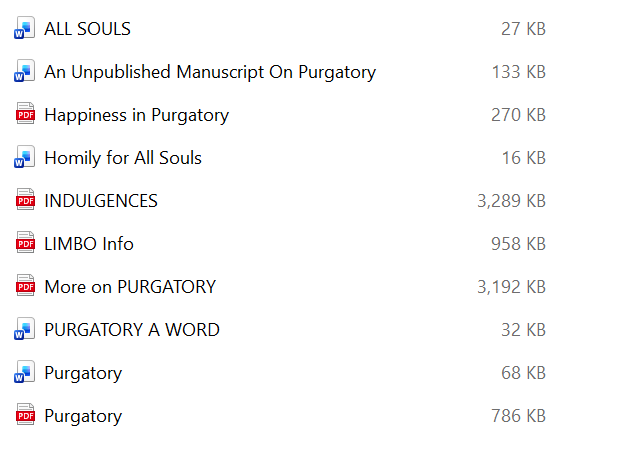 ALL SOULS 27 KB
An Unpublished Manuscript On Purgatory 133 KB
PDF Happiness in Purgatory 270 KB
Homily for All Souls 16 KB
PDF INDULGENCES 3,289 KB
PDF LIMBO Info 958 KB
PDF More on PURGATORY 3,192 KB
PURGATORY A WORD 32 KB
Purgatory 68 KB
PDF Purgatory 786 KB